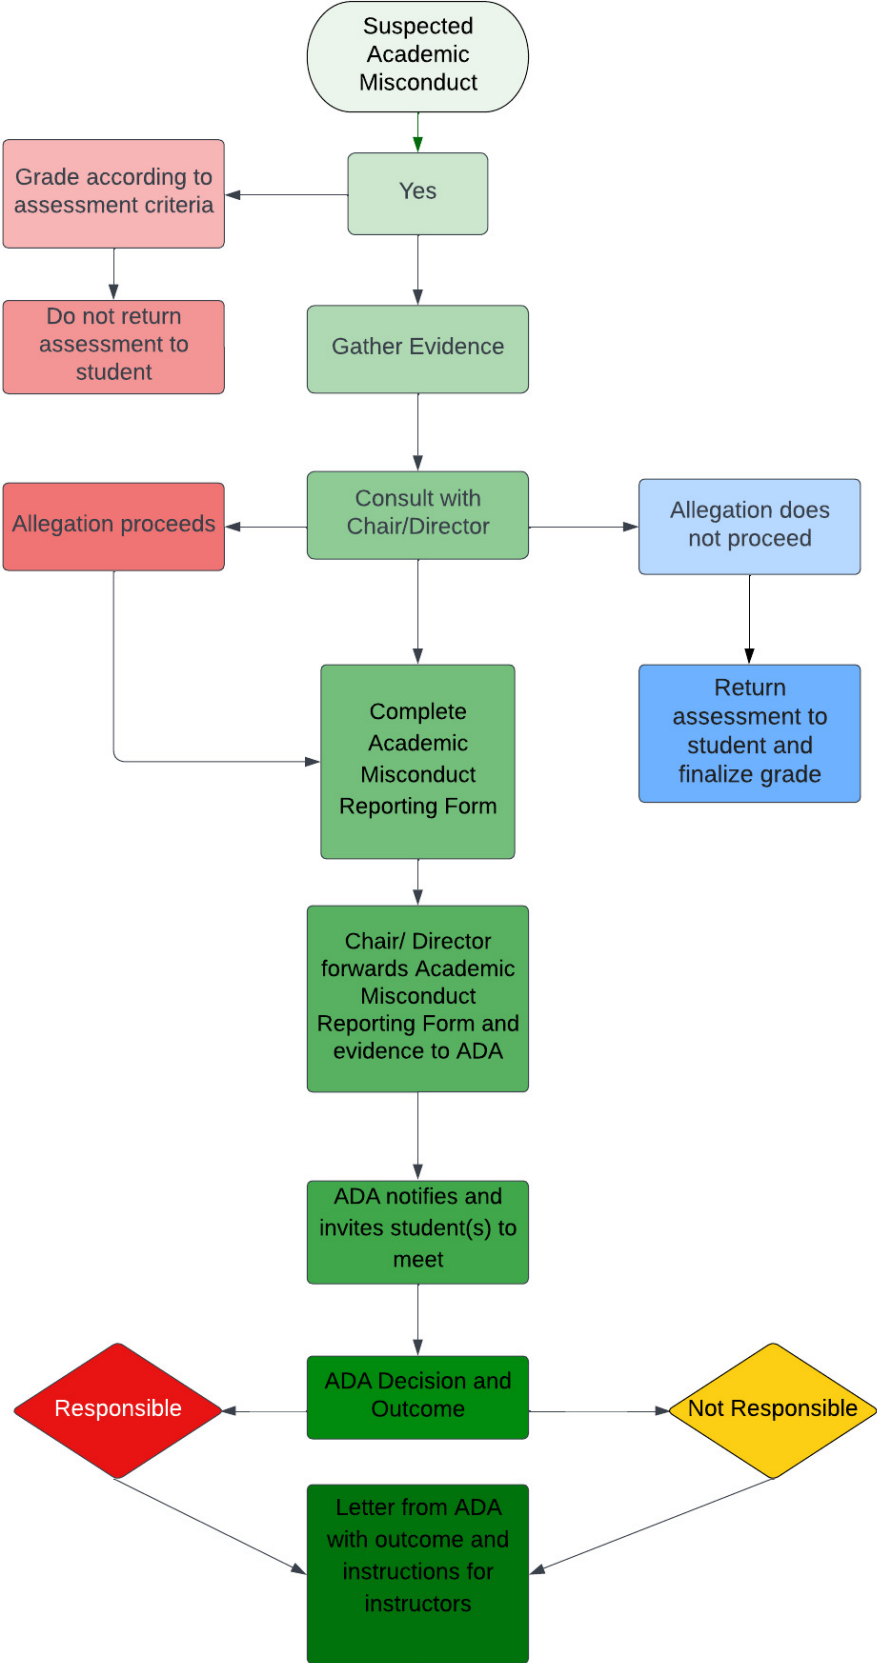 Suspected
Academic
Misconduct
Yes
Grade according to
assessment criteria
Do not return
assessment to
student
Gather Evidence
Consult with
Chair/Director
Allegation proceeds
Allegation does
not proceed
Return
assessment to
student and
finalize grade
Complete
Academic
Misconduct
Reporting Form
Chair/ Director
forwards Academic
Misconduct
Reporting Form and
evidence to ADA
ADA notifies and
invites student(s) to
meet
ADA Decision and
Outcome
Responsible
Not Responsible
Letter from ADA
with outcome and
instructions for
instructors